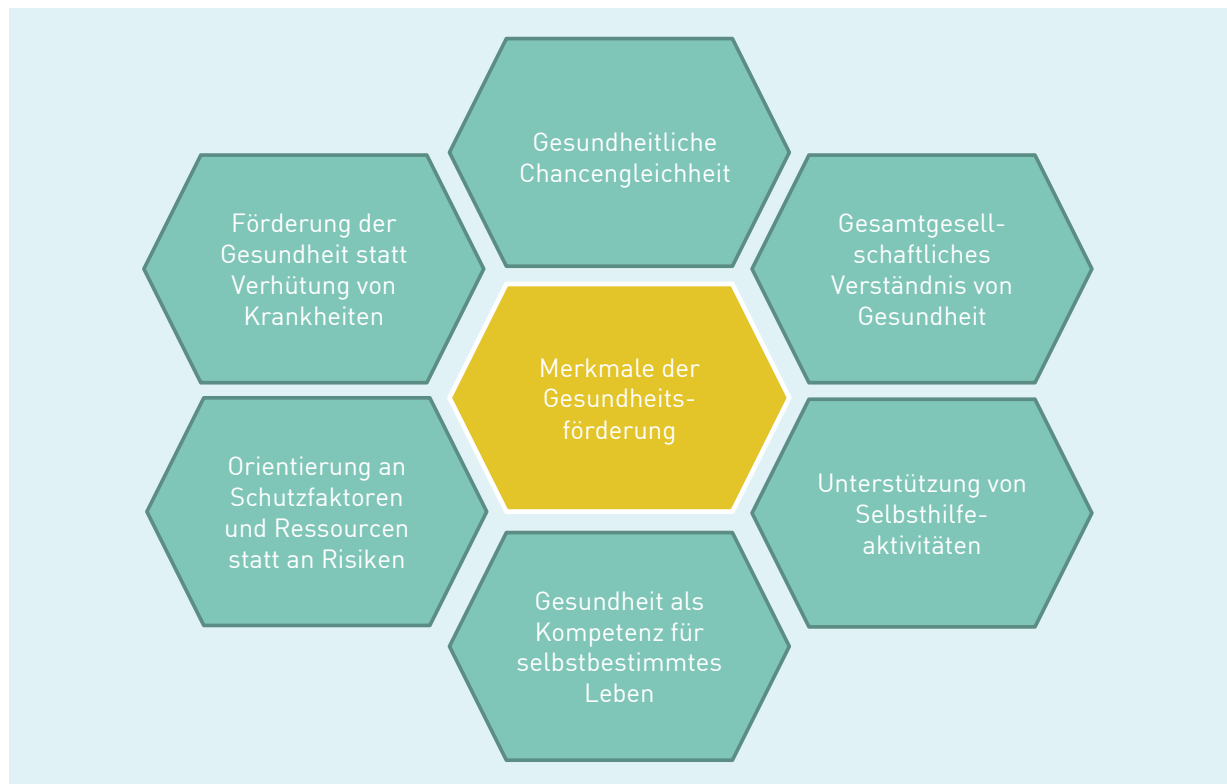 Gesundheitliche
Chancengleichheit
Förderung der
Gesundheit statt
Verhütung von
Krankheiten
Gesamtgesell-
schaftliches
Verständnis von
Gesundheit
Merkmale der
Gesundheits-
förderung
Orientierung an
Schutzfaktoren
und Ressourcen
statt an Risiken
Unterstützung von
Selbsthilfe-
aktivitäten
Gesundheit als
Kompetenz für
selbstbestimmtes
Leben